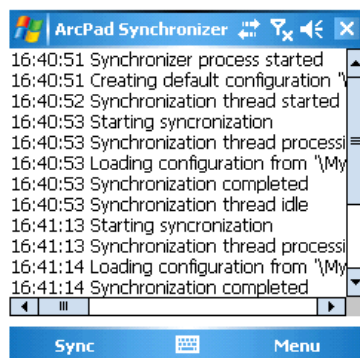 ArcPad Synchronizer
16:40:51 Synchronizer process started
16:40:51 Creating default configuration "\
16:40:52 Synchronization thread started
16:40:53 Starting syncronization
16:40:53 Synchronization thread processi
16:40:53 Loading configuration from "\My
16:40:53 Synchronization completed
16:40:53 Synchronization thread idle
16:41:13 Starting syncronization
16:41:13 Synchronization thread processi
16:41:14 Loading configuration from "\My
16:41:14 Synchronization completed
Sync Menu